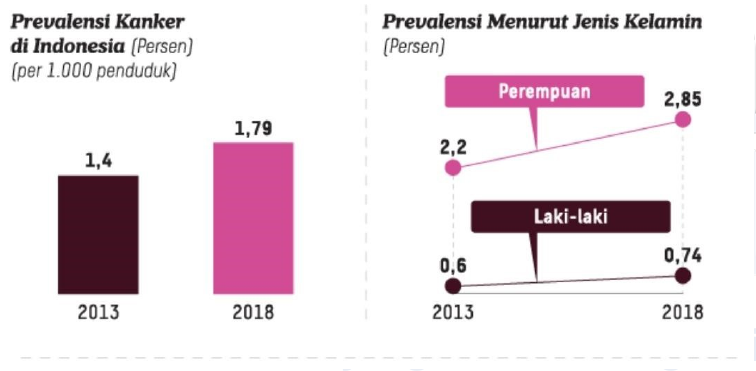 Prevalensi Kanker
di Indonesia (Persen)
(per 1.000 penduduk)
1,4
1,79
2013
2018
Prevalensi Menurut Jenis Kelamin
(Persen)
Perempuan
2,85
2,2
Laki-laki
0,6
0,74
2013
2018